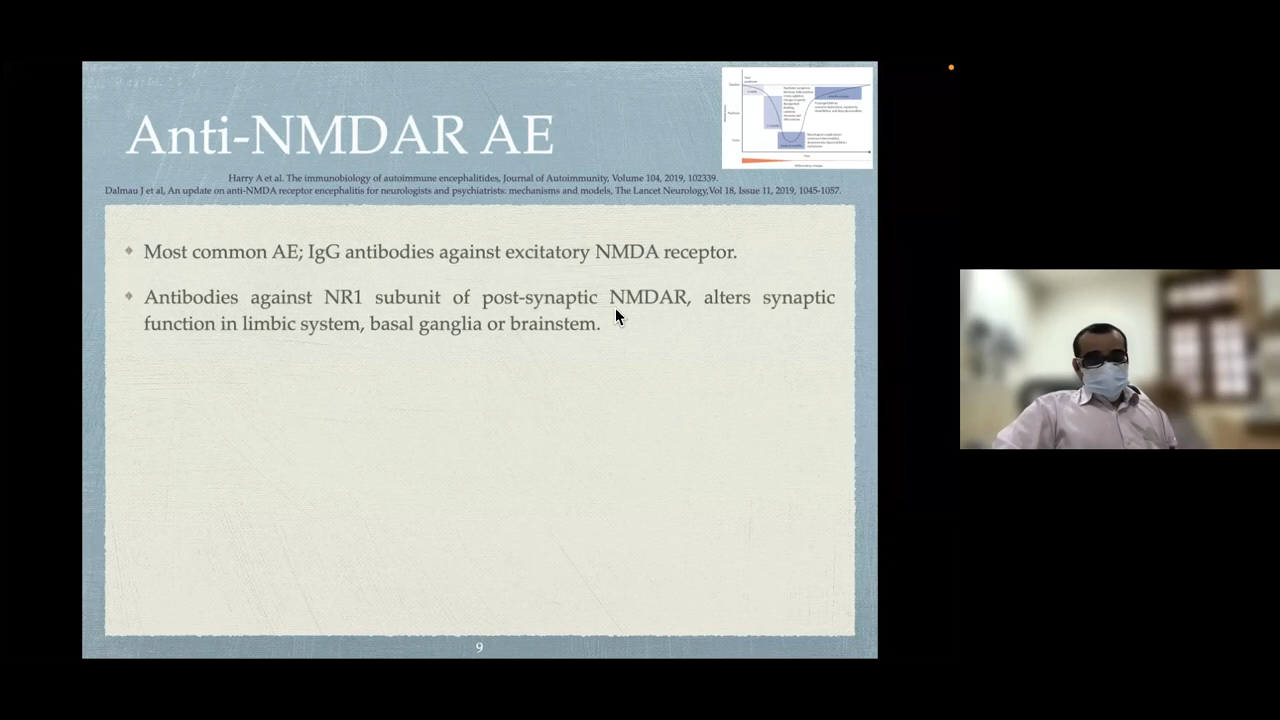 Anti-NMDAR AE
Harry A et al. The immunobiology of autoimmune encephalitides, Journal of Autoimmunity, Volume 104, 2019, 102339.
Dalmau J et al, An update on anti-NMDA receptor encephalitis for neurologists and psychiatrists: mechanisms and models, The Lancet Neurology,Vol 18, Issue 11, 2019, 1045-1057.
Most common AE; IgG antibodies against excitatory NMDA receptor.
Antibodies against NR1 subunit of post-synaptic NMDAR, alters synaptic
function in limbic system, basal ganglia or brainstem.
9